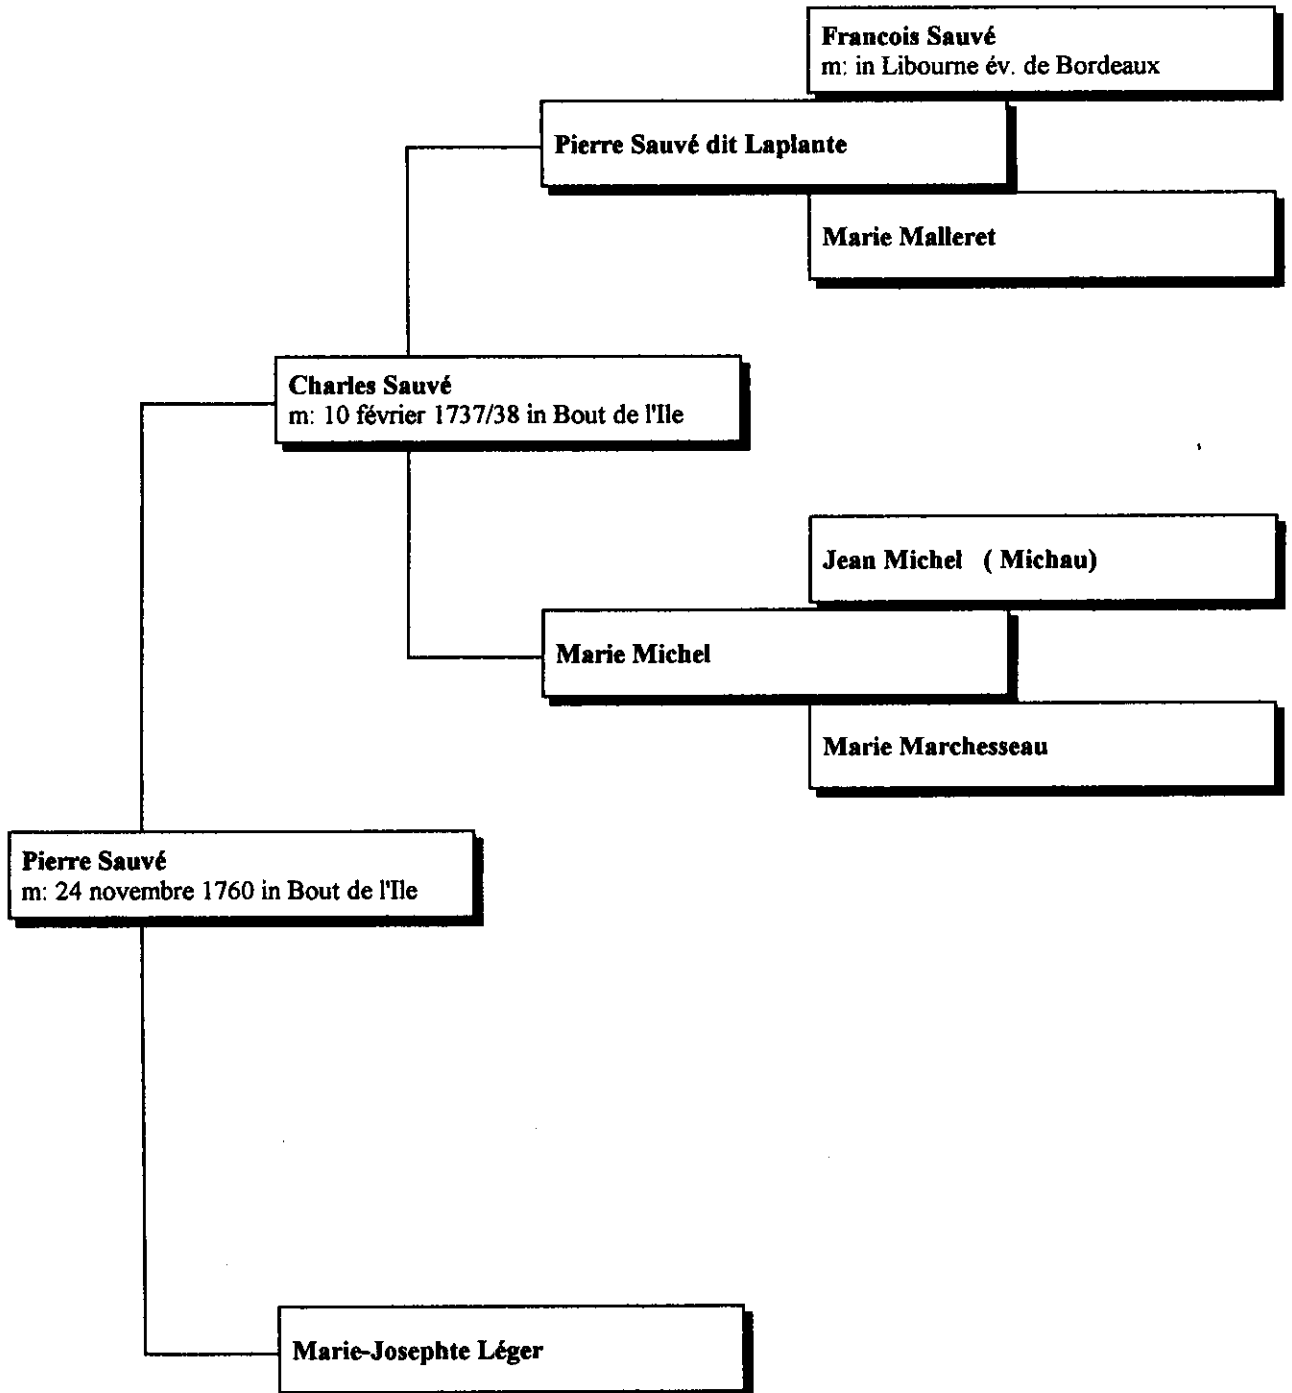 Francois Sauvé
m: in Libourne év. de Bordeaux
Pierre Sauvé dit Laplante
Marie Malleret
Charles Sauvé
m: 10 février 1737/38 in Bout de l'Ile
Jean Michel ( Michau)
Marie Michel
Marie Marchesseau
Pierre Sauvé
m: 24 novembre 1760 in Bout de l'Ile
Marie-Josephte Léger